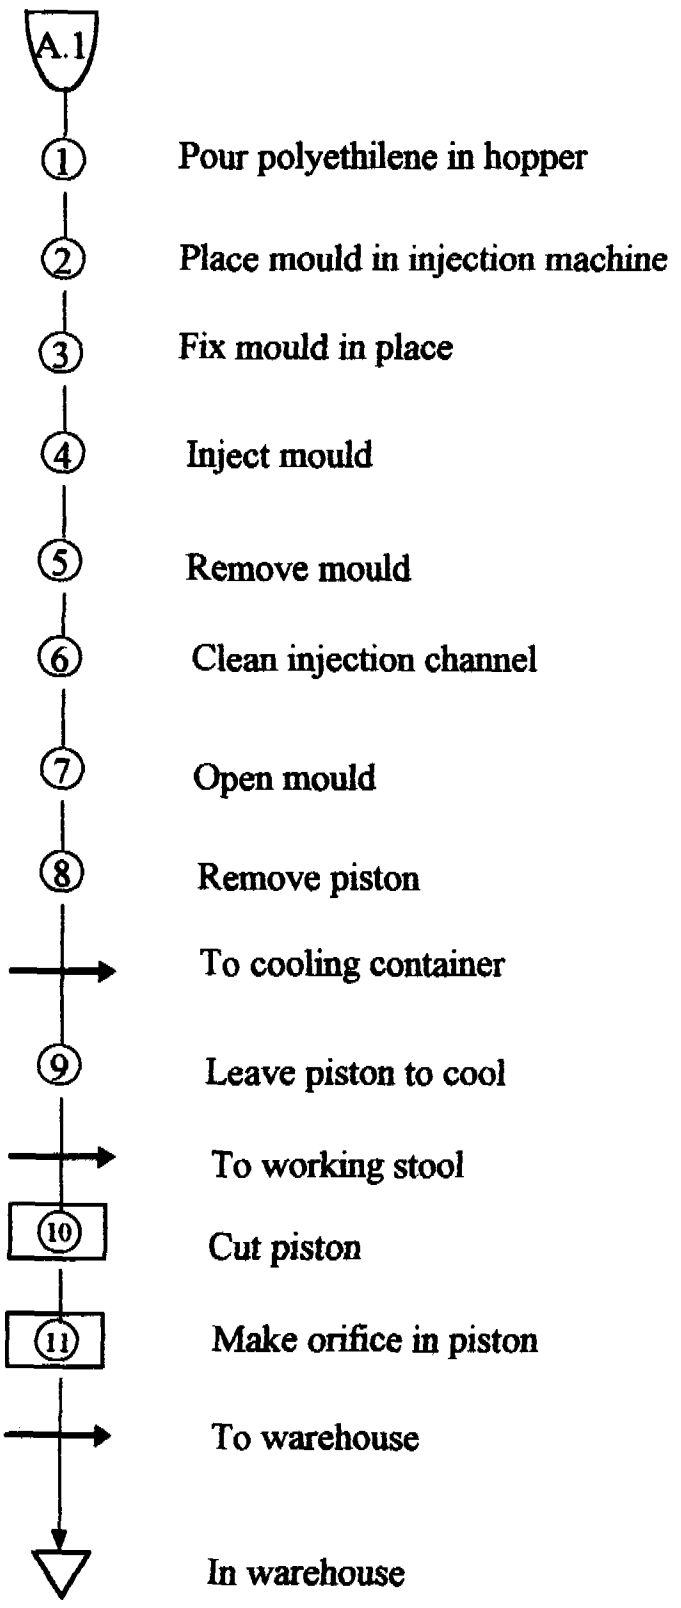 A.1
1 Pour polyethilene in hopper
2 Place mould in injection machine
3 Fix mould in place
4 Inject mould
5 Remove mould
6 Clean injection channel
7 Open mould
8 Remove piston
To cooling container
9 Leave piston to cool
To working stool
10 Cut piston
11 Make orifice in piston
To warehouse
In warehouse